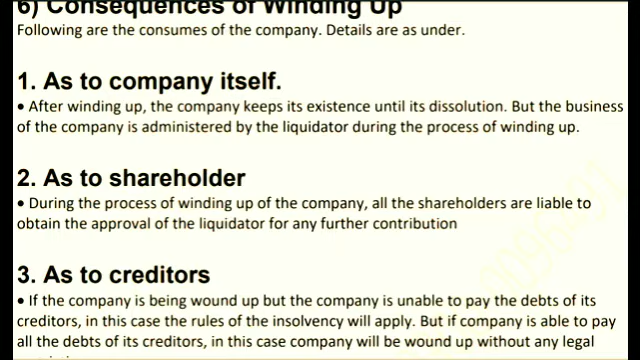 6) Consequences of Winding Up
Following are the consumes of the company. Details are as under.
1. As to company itself.
• After winding up, the company keeps its existence until its dissolution. But the business
of the company is administered by the liquidator during the process of winding up.
2. As to shareholder
• During the process of winding up of the company, all the shareholders are liable to
obtain the approval of the liquidator for any further contribution
3. As to creditors
• If the company is being wound up but the company is unable to pay the debts of its
creditors, in this case the rules of the insolvency will apply. But if company is able to pay
all the debts of its creditors, in this case company will be wound up without any legal